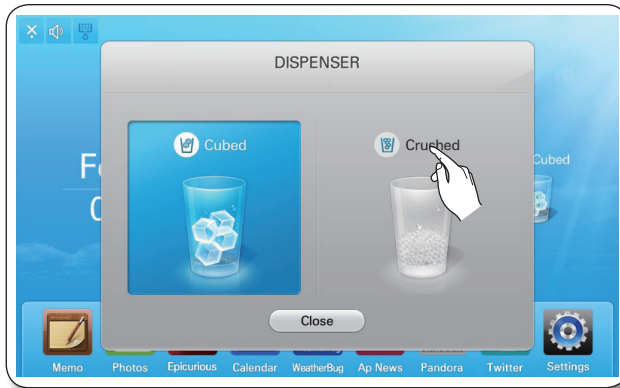 DISPENSER
Cubed
Crushed
Cubed
Close
Memo
Photos
Epicurious
Calendar
WeatherBug
Ap News
Pandora
Twitter
Settings